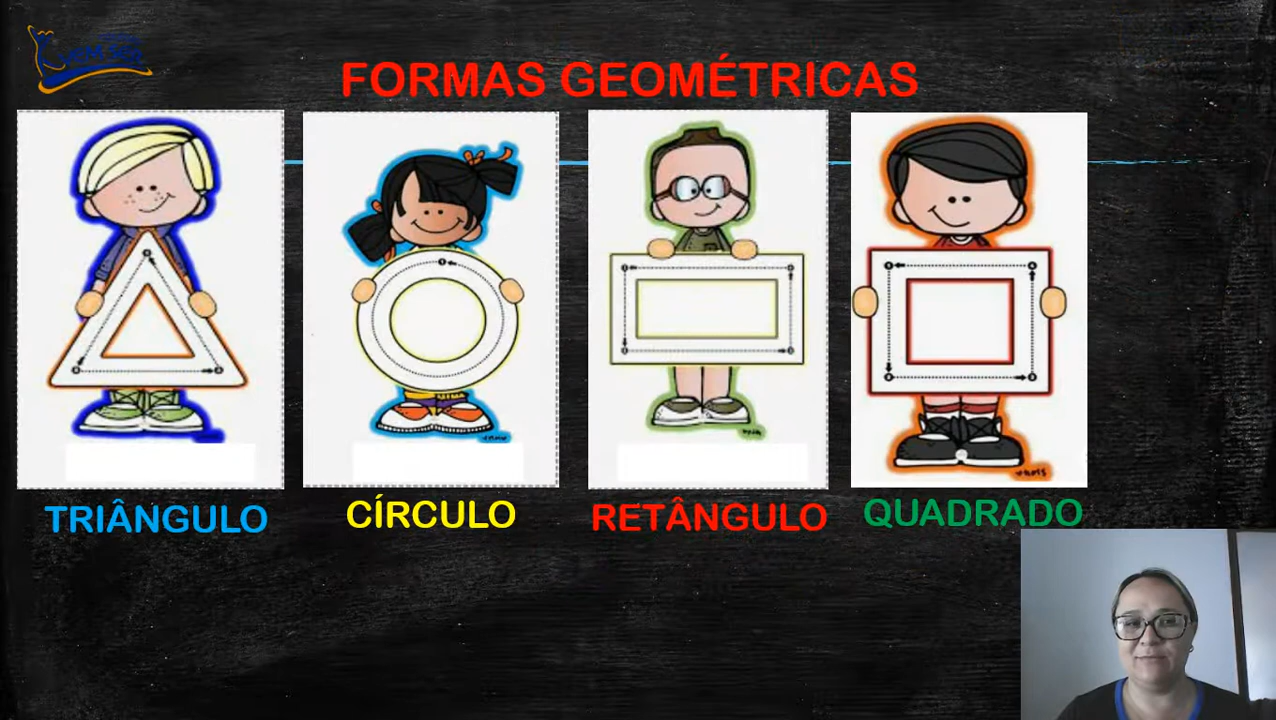 FORMAS GEOMÉTRICAS
TRIÂNGULO
CÍRCULO
RETÂNGULO
QUADRADO